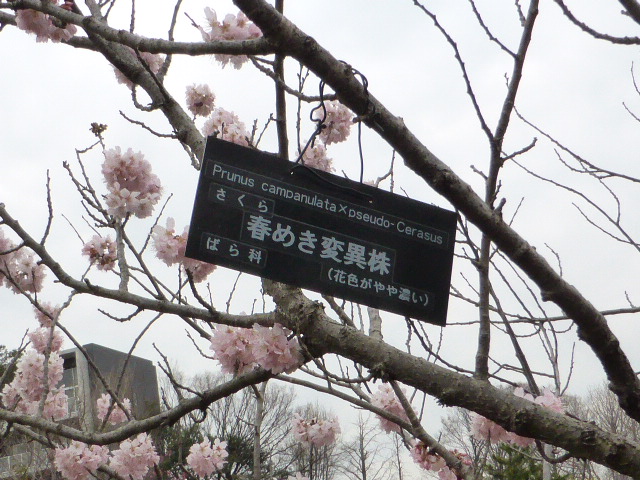 Prunus campanulata×pseudo-Cerasus
さくら
春めき変異株
ばら科
(花色がやや濃い)